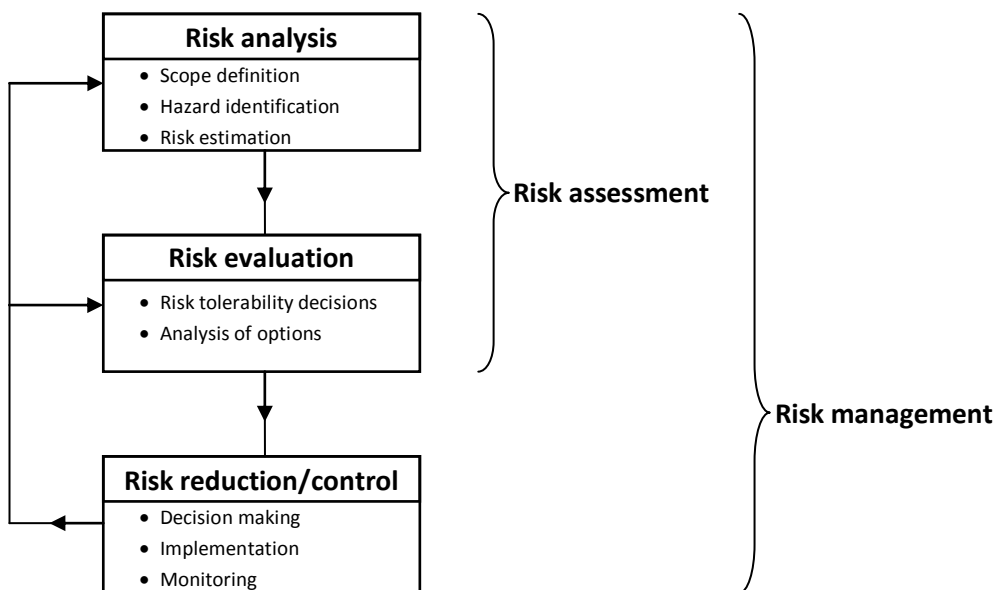 Risk analysis
• Scope definition
• Hazard identification
• Risk estimation
Risk assessment
Risk evaluation
• Risk tolerability decisions
• Analysis of options
Risk management
Risk reduction/control
• Decision making
• Implementation
• Monitoring